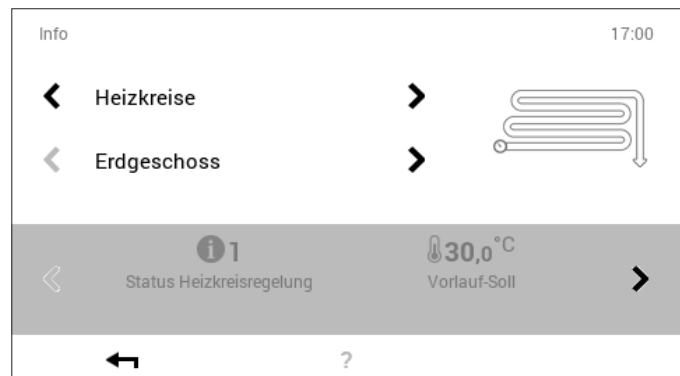 Info 17:00
Heizkreise
Erdgeschoss
1 30,0°C
Status Heizkreisregelung Vorlauf-Soll
?